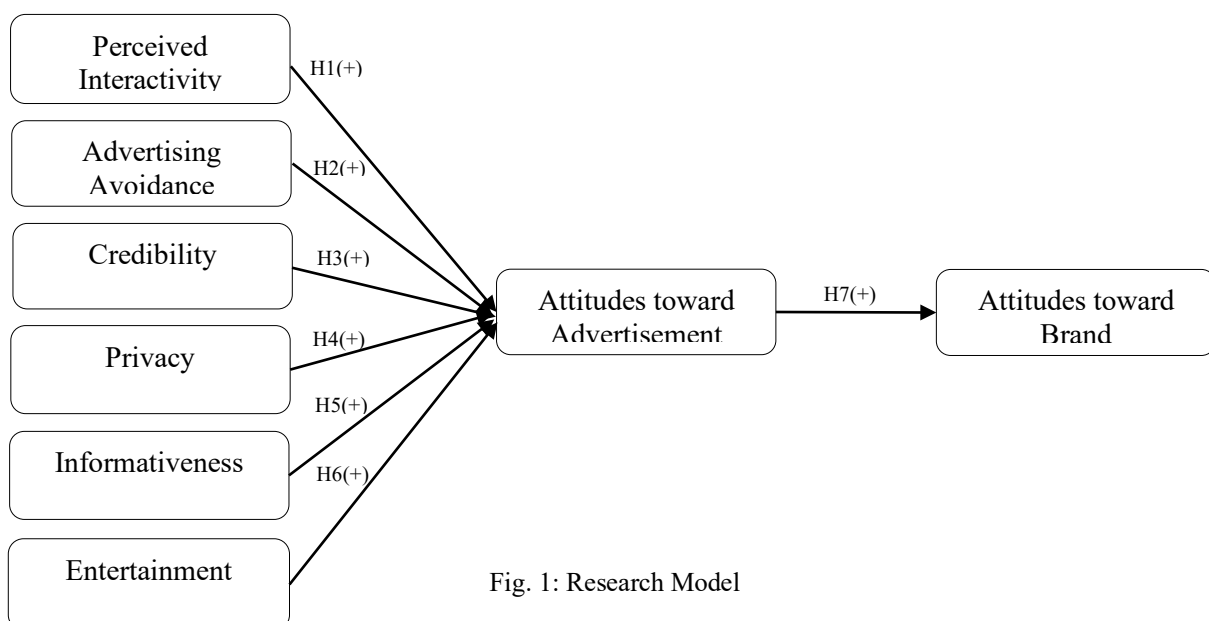 Perceived
Interactivity
H1(+)
Advertising
Avoidance
H2(+)
Credibility
H3(+)
Privacy
H4(+)
Informativeness
H5(+)
Entertainment
H6(+)
Attitudes toward
Advertisement
H7(+)
Attitudes toward
Brand
Fig. 1: Research Model